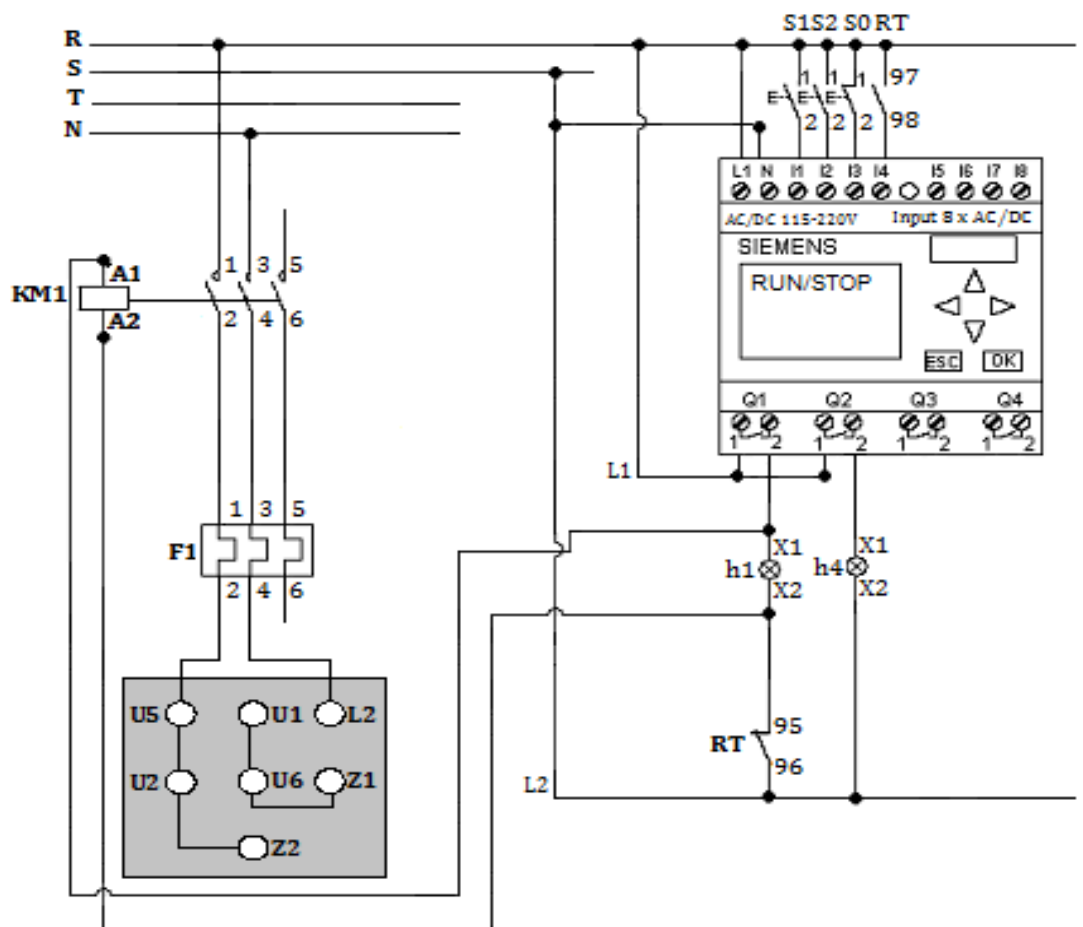 S1 S2 S0 RT
R
S
T
N
1 1 1 97
E E E
2 2 2 98
L1 N I1 I2 I3 I4 I5 I6 I7 I8
AC/DC 115-220V Input 8 x AC/DC
SIEMENS
RUN/STOP
ESC OK
Q1 Q2 Q3 Q4
1 2 1 2 1 2 1 2
KM1 A1 1 3 5
A2 2 4 6
L1
1 3 5
F1
2 4 6
X1 X1
h1 h4
X2 X2
U5 U1 L2
U2 U6 Z1
Z2
95
RT
96
L2